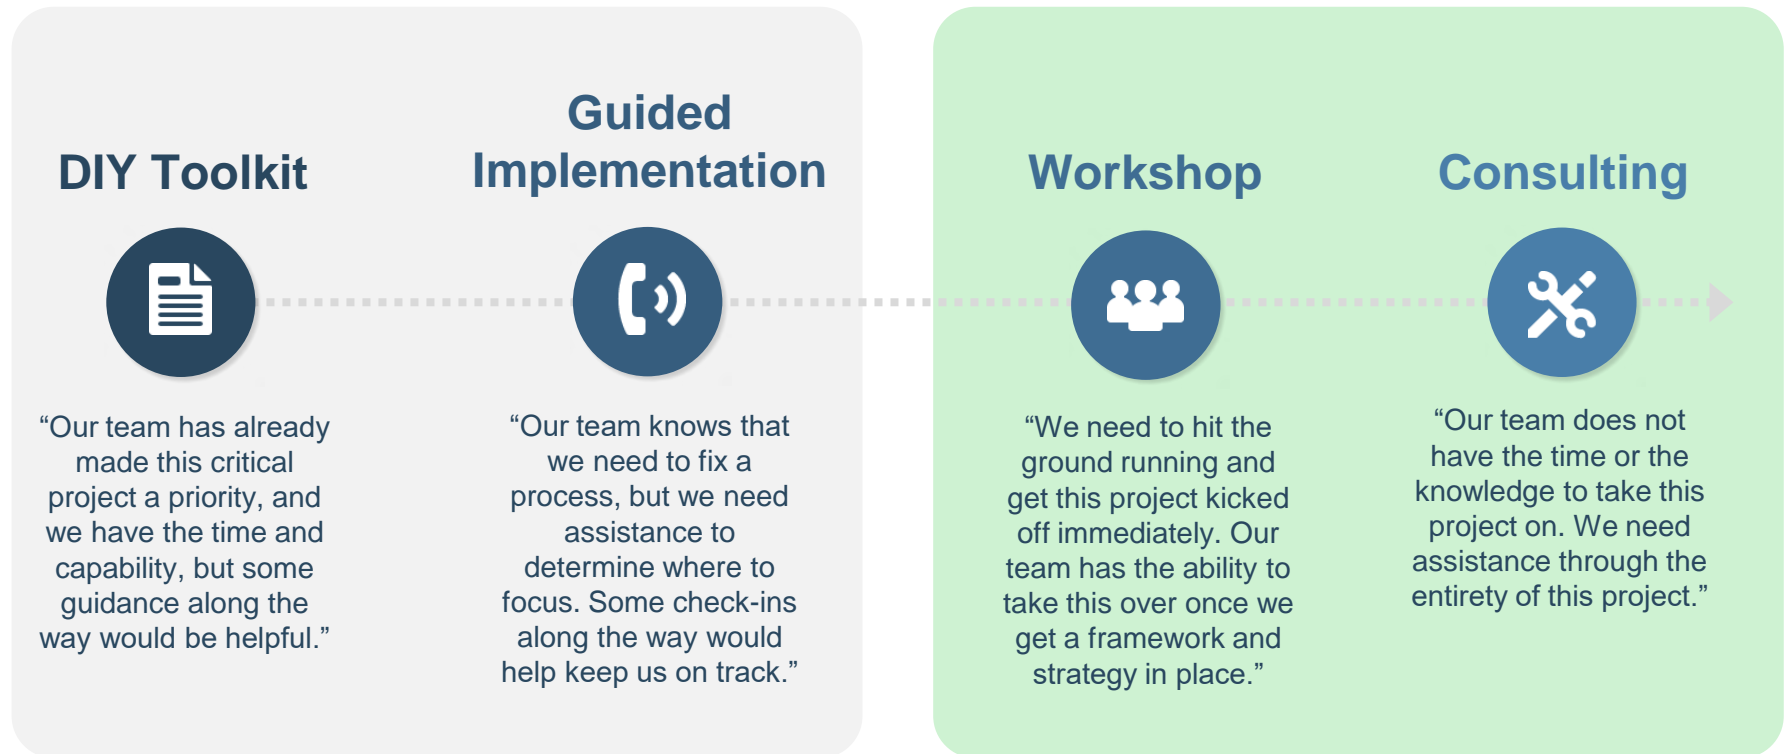 DIY Toolkit
“Our team has already
made this critical
project a priority, and
we have the time and
capability, but some
guidance along the
way would be helpful.”
Guided
Implementation
“Our team knows that
we need to fix a
process, but we need
assistance to
determine where to
focus. Some check-ins
along the way would
help keep us on track.”
Workshop
“We need to hit the
ground running and
get this project kicked
off immediately. Our
team has the ability to
take this over once we
get a framework and
strategy in place.”
Consulting
“Our team does not
have the time or the
knowledge to take this
project on. We need
assistance through the
entirety of this project.”